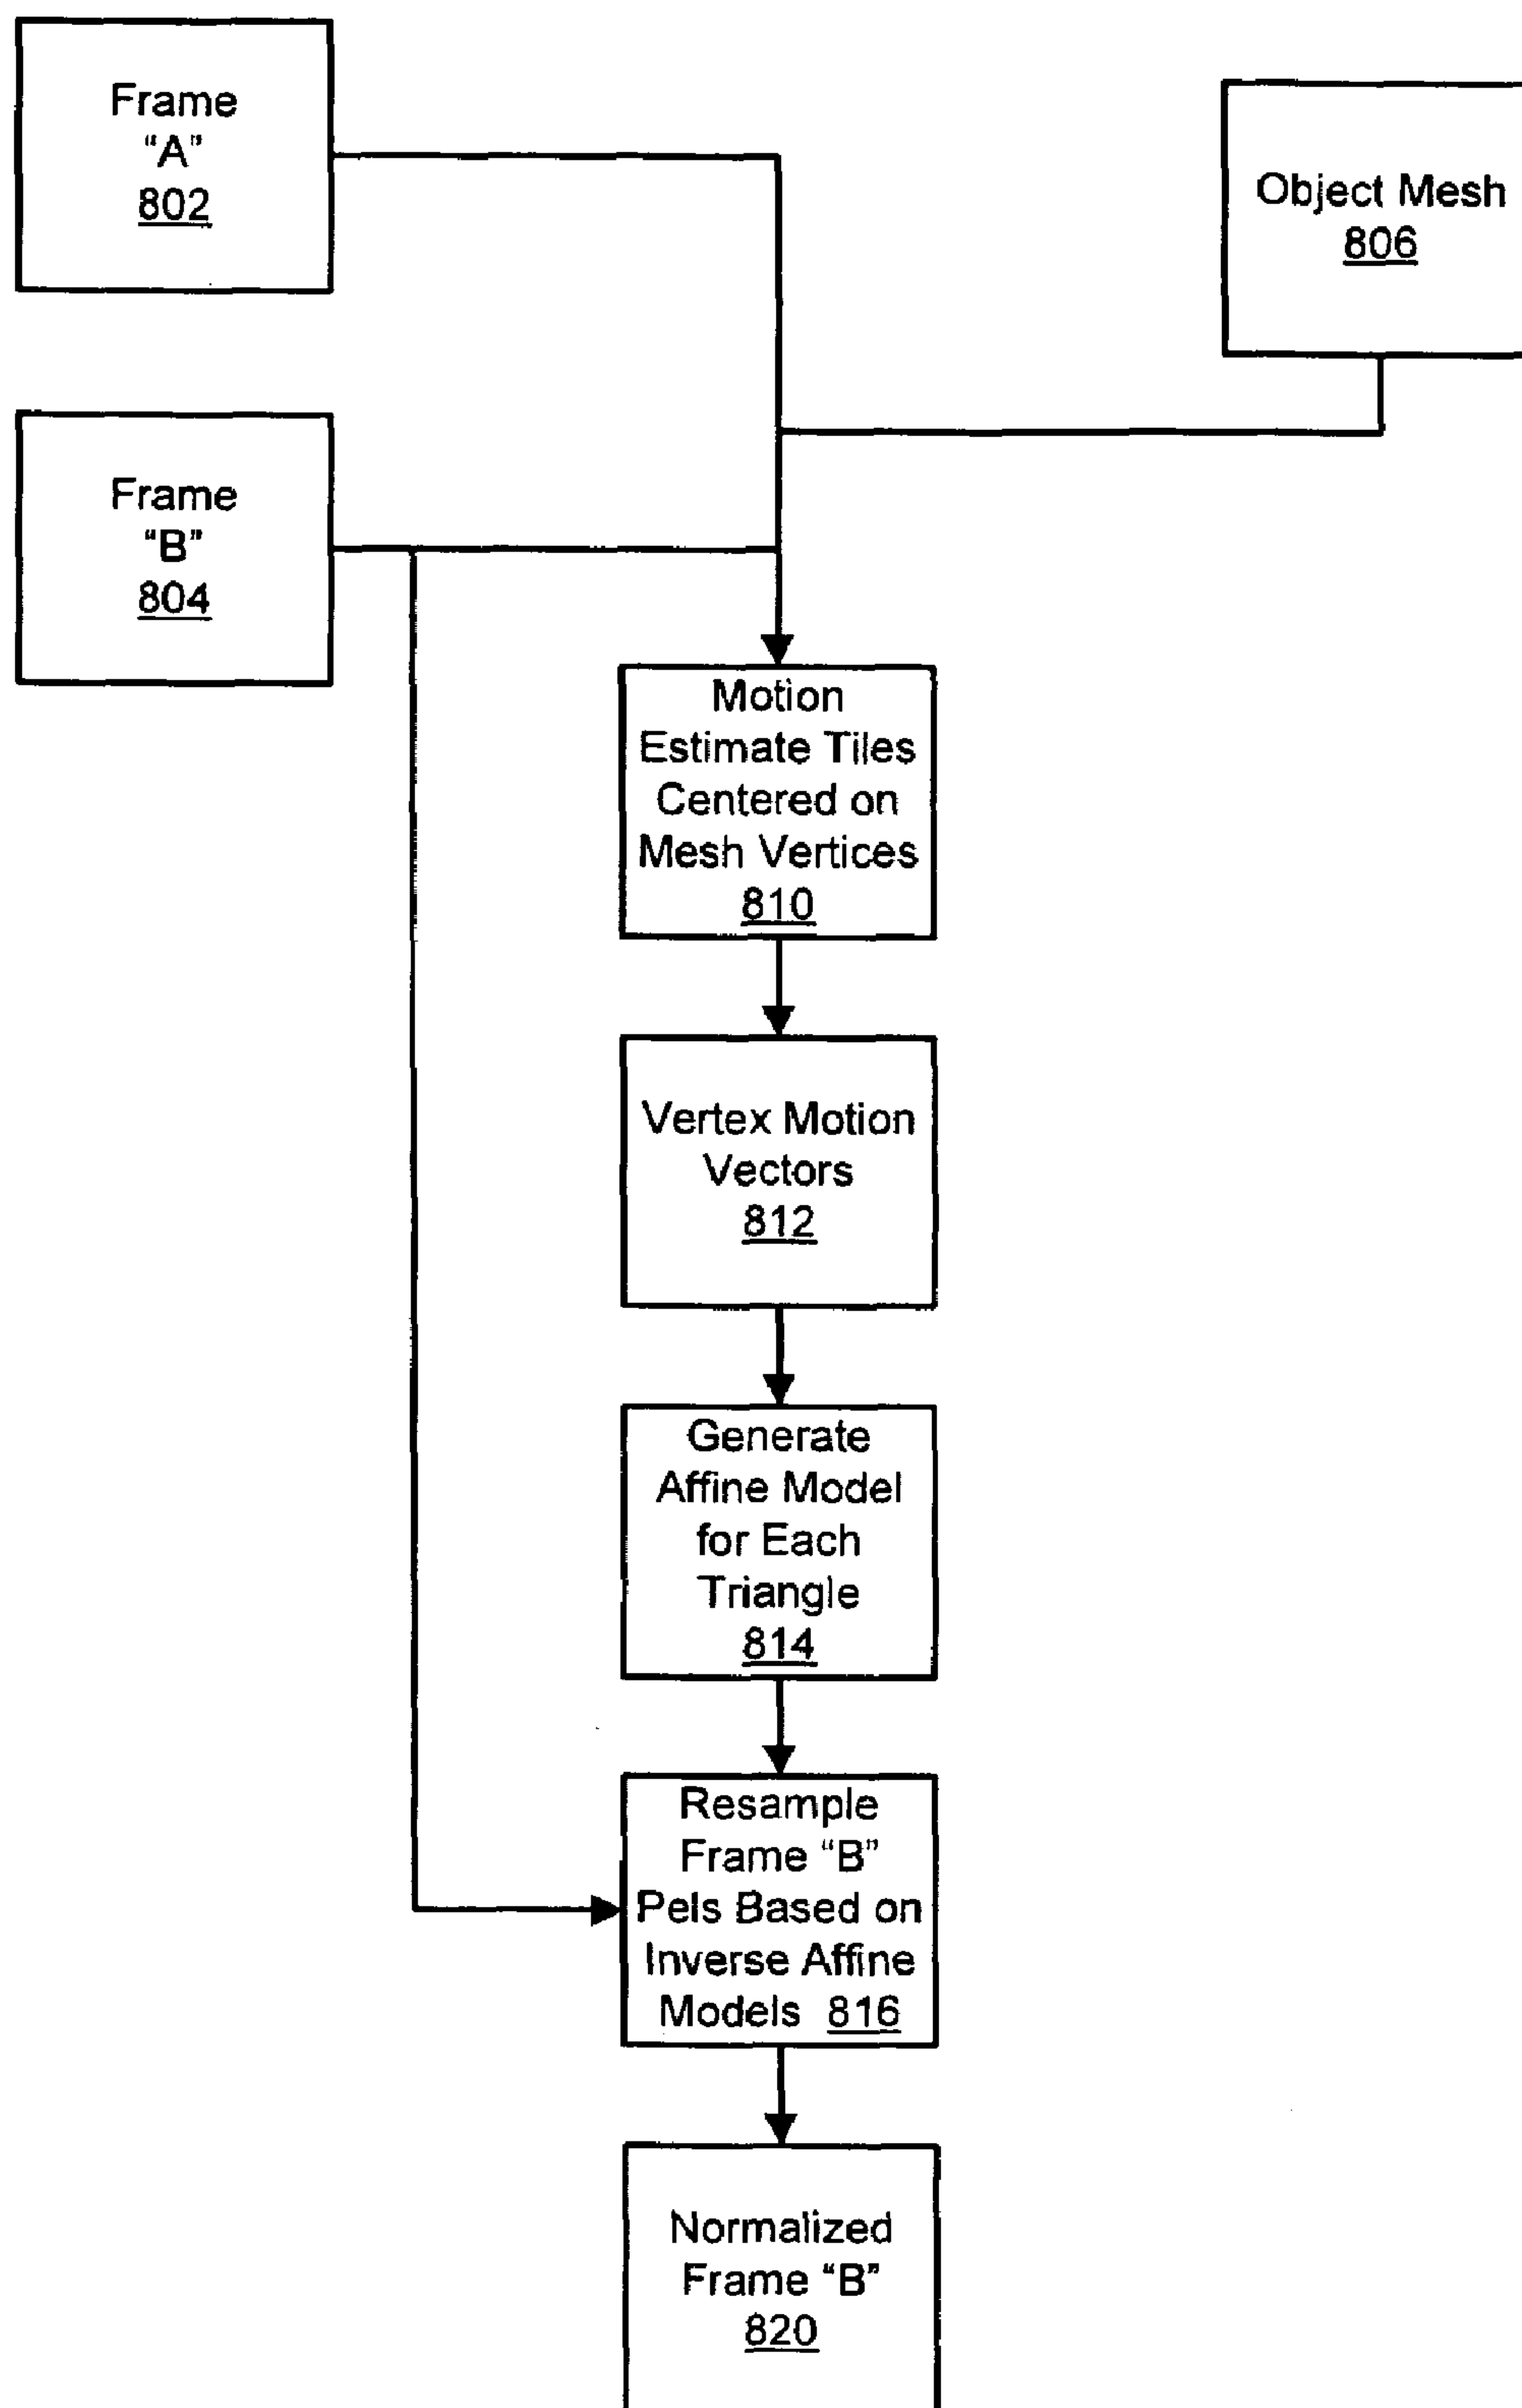 Frame
“A”
802
Object Mesh
806
Frame
“B”
804
Motion
Estimate Tiles
Centered on
Mesh Vertices
810
Vertex Motion
Vectors
812
Generate
Affine Model
for Each
Triangle
814
Resample
Frame “B”
Pels Based on
Inverse Affine
Models 816
Normalized
Frame “B”
820